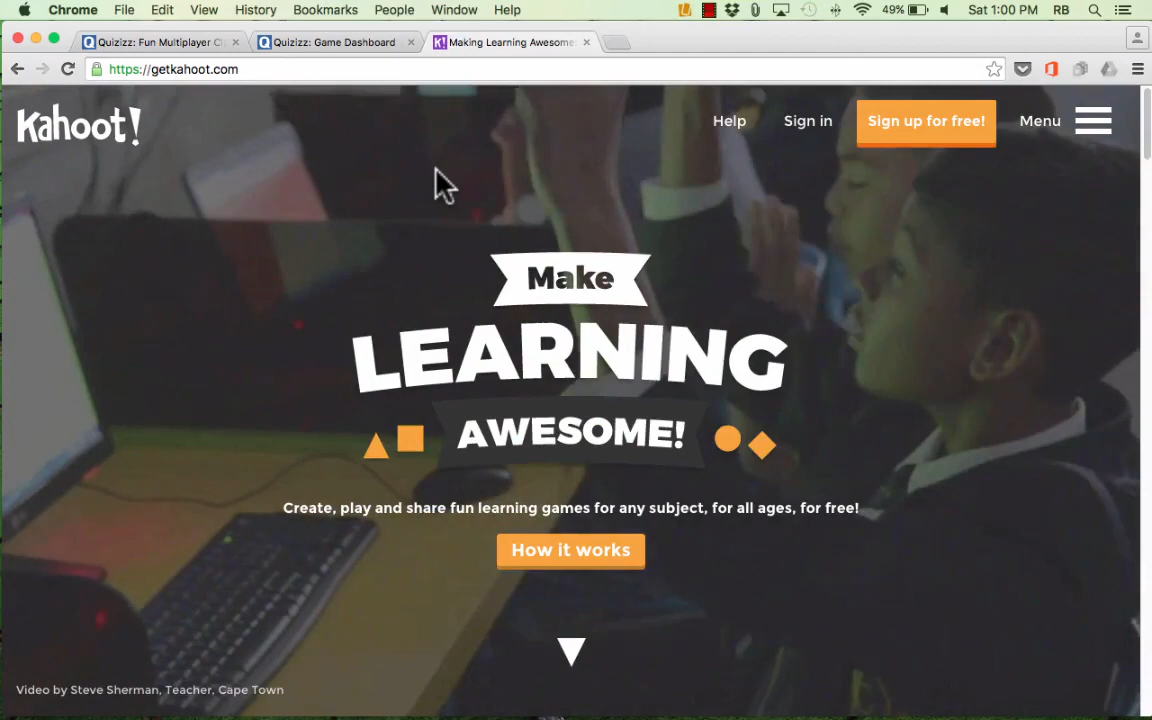 Chrome File Edit View History Bookmarks People Window Help 49% Sat 1:00 PM RB
Quizizz: Fun Multiplayer Cl Quizizz: Game Dashboard K! Making Learning Awesome!
https://getkahoot.com
Kahoot! Help Sign in Sign up for free! Menu
Make
LEARNING
AWESOME!
Create, play and share fun learning games for any subject, for all ages, for free!
How it works
Video by Steve Sherman, Teacher, Cape Town